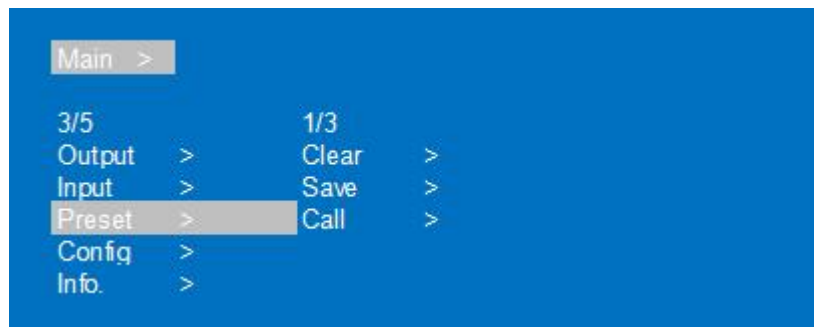 Main >
3/5 1/3
Output > Clear >
Input > Save >
Preset > Call >
Config >
Info. >